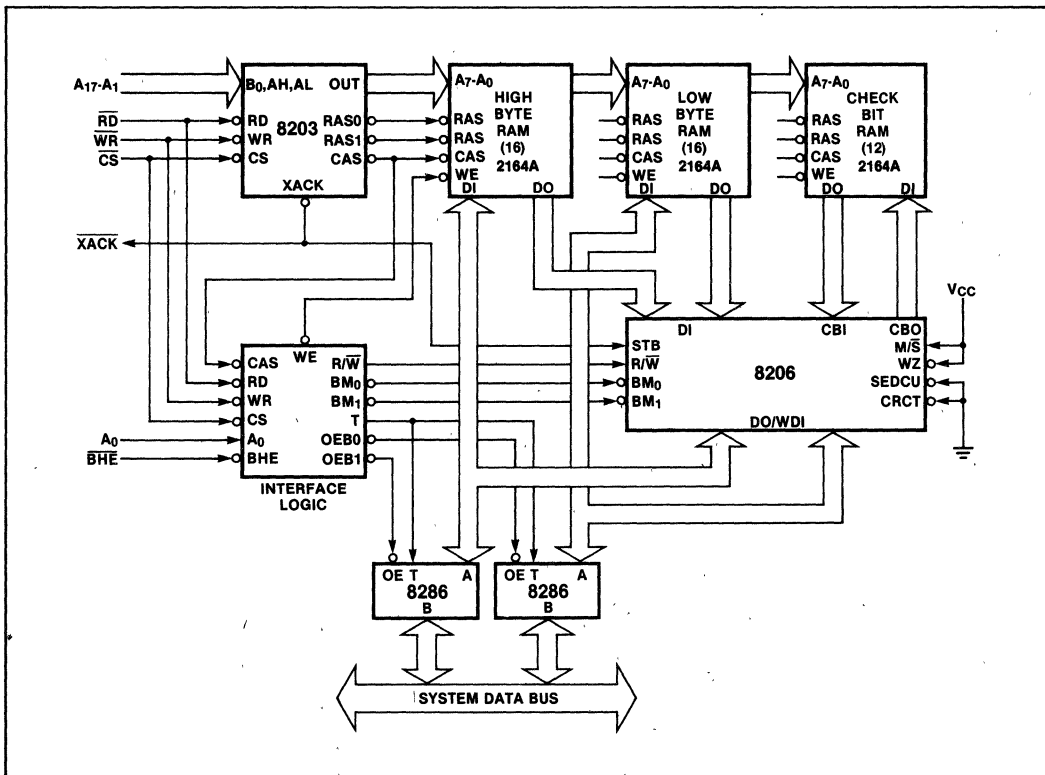 A17-A1
RD
WR
CS
B0,AH,AL OUT
RD RAS0
WR RAS1
CS CAS
8203
XACK
A7-A0
HIGH
BYTE
RAM
(16)
2164A
RAS
RAS
CAS
WE
DI DO
A7-A0
LOW
BYTE
RAM
(16)
2164A
RAS
RAS
CAS
WE
DI DO
A7-A0
CHECK
BIT
RAM
(12)
2164A
RAS
RAS
CAS
WE
DO DI
XACK
VCC
WE
CAS R/W
RD BM0
WR BM1
CS T
A0 OEB0
BHE OEB1
A0
BHE
INTERFACE
LOGIC
DI CBI CBO
STB M/S
R/W WZ
BM0 SEDCU
BM1 CRCT
8206
DO/WDI
OE T A
8286
B
OE T A
8286
B
SYSTEM DATA BUS